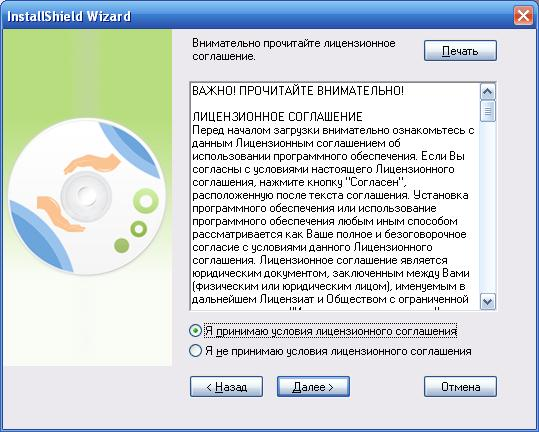 InstallShield Wizard
Внимательно прочитайте лицензионное
соглашение.
Печать
ВАЖНО! ПРОЧИТАЙТЕ ВНИМАТЕЛЬНО!
ЛИЦЕНЗИОННОЕ СОГЛАШЕНИЕ
Перед началом загрузки внимательно ознакомьтесь с
данным Лицензионным соглашением об
использовании программного обеспечения. Если Вы
согласны с условиями настоящего Лицензионного
соглашения, нажмите кнопку "Согласен",
расположенную после текста соглашения. Установка
программного обеспечения или использование
программного обеспечения любым иным способом
рассматривается как Ваше полное и безоговорочное
согласие с условиями данного Лицензионного
соглашения. Лицензионное соглашение является
юридическим документом, заключенным между Вами
(физическим или юридическим лицом), именуемым в
дальнейшем Лицензиат и Обществом с ограниченной
Я принимаю условия лицензионного соглашения
Я не принимаю условия лицензионного соглашения
< Назад
Далее >
Отмена